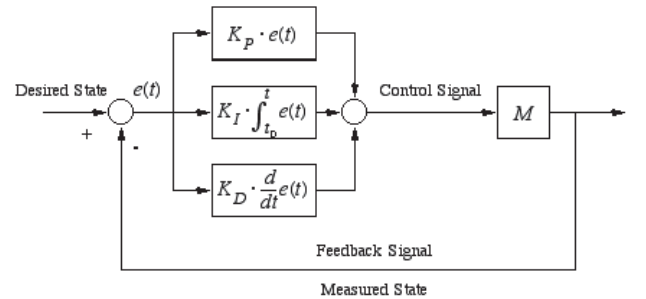 K_P · e(t)
Desired State
e(t)
Control Signal
+
-
K_I · ∫_{t_0}^{t} e(t)
M
K_D · d/dt e(t)
Feedback Signal
Measured State